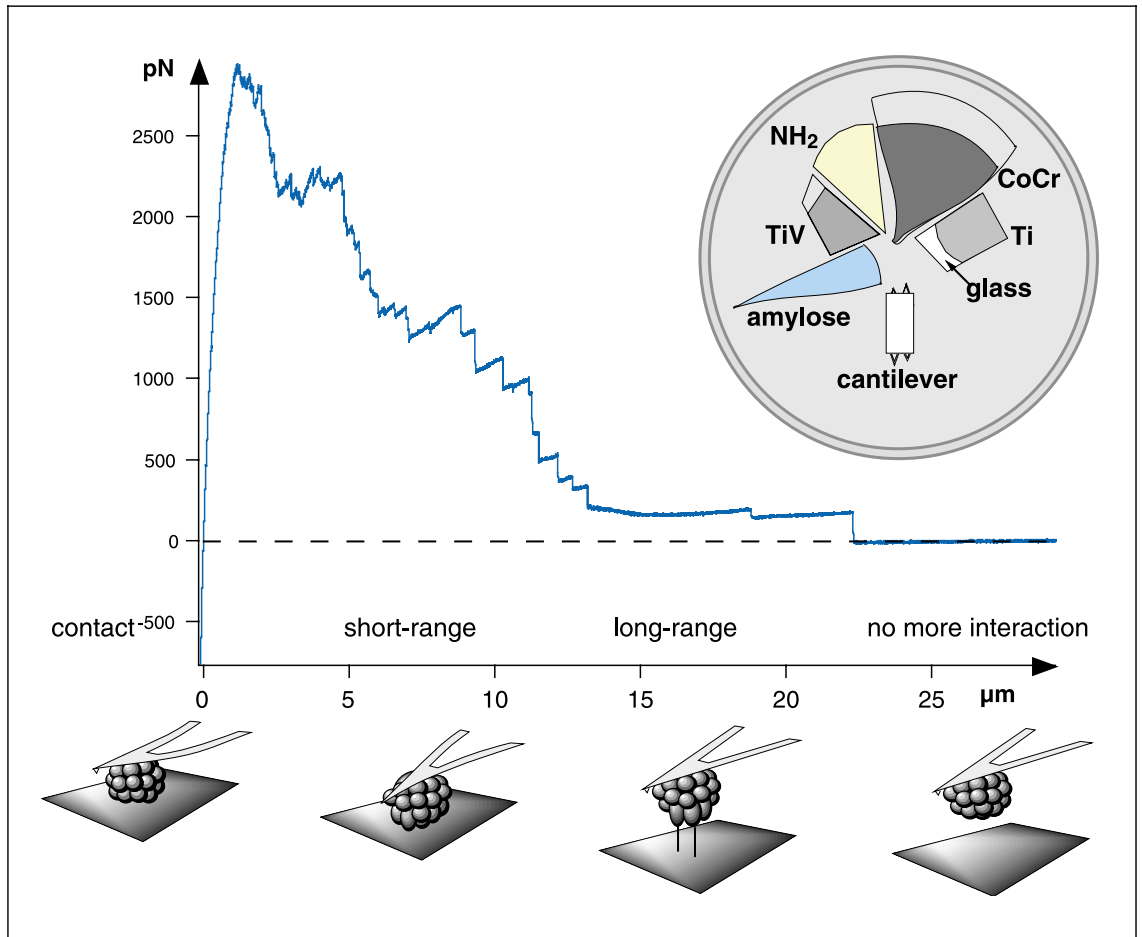 pN
2500
2000
1500
1000
500
0
-500
contact
short-range
long-range
no more interaction
0
5
10
15
20
25
µm
NH2
CoCr
TiV
Ti
glass
amylose
cantilever